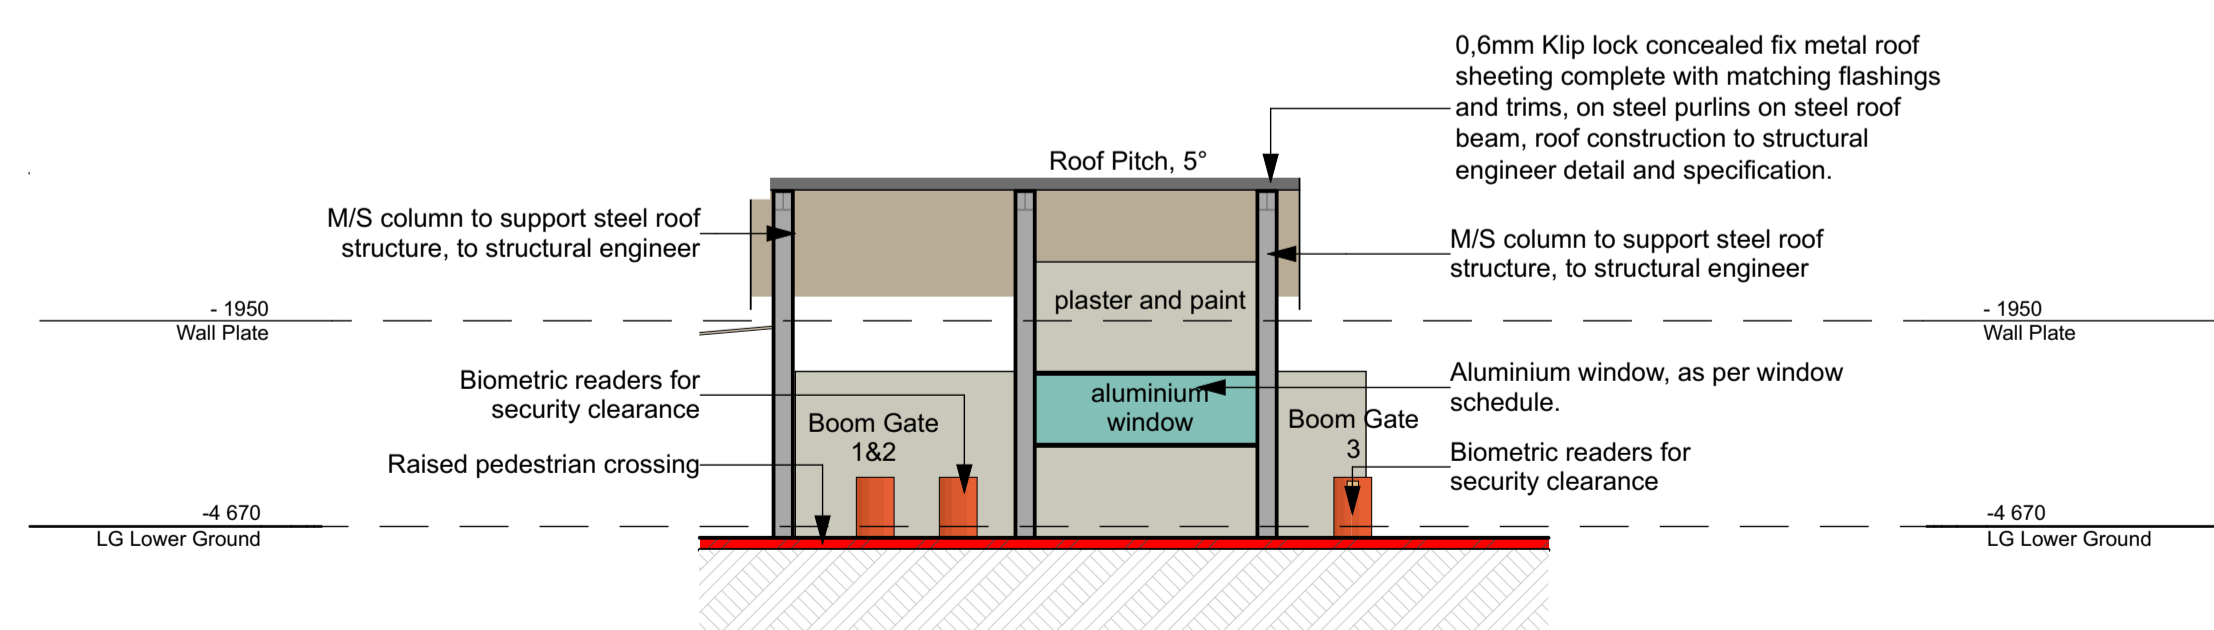 0,6mm Klip lock concealed fix metal roof
sheeting complete with matching flashings
and trims, on steel purlins on steel roof
beam, roof construction to structural
engineer detail and specification.
Roof Pitch, 5°
M/S column to support steel roof
structure, to structural engineer
M/S column to support steel roof
structure, to structural engineer
plaster and paint
- 1950
Wall Plate
- 1950
Wall Plate
Biometric readers for
security clearance
aluminium
window
Aluminium window, as per window
schedule.
Boom Gate
1&2
Boom Gate
3
Raised pedestrian crossing
Biometric readers for
security clearance
-4 670
LG Lower Ground
-4 670
LG Lower Ground